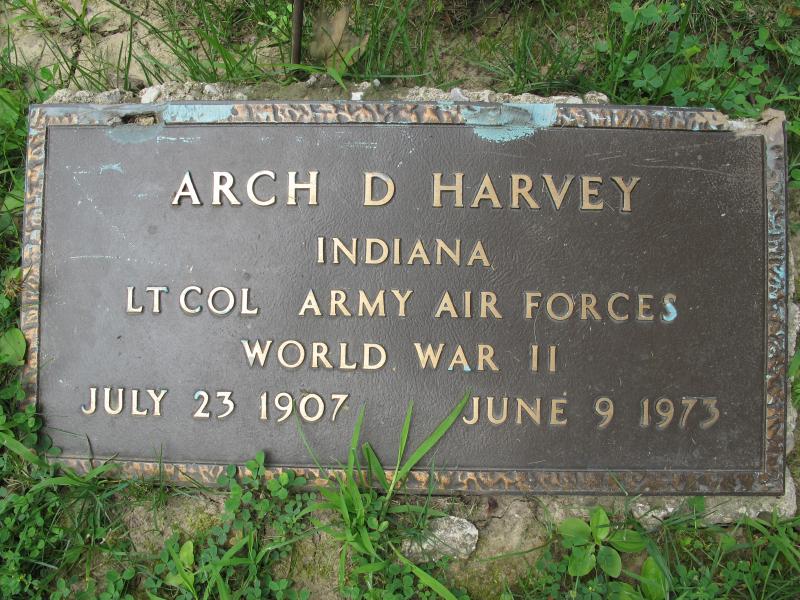 ARCH D HARVEY
INDIANA
LT COL ARMY AIR FORCES
WORLD WAR II
JULY 23 1907 JUNE 9 1973